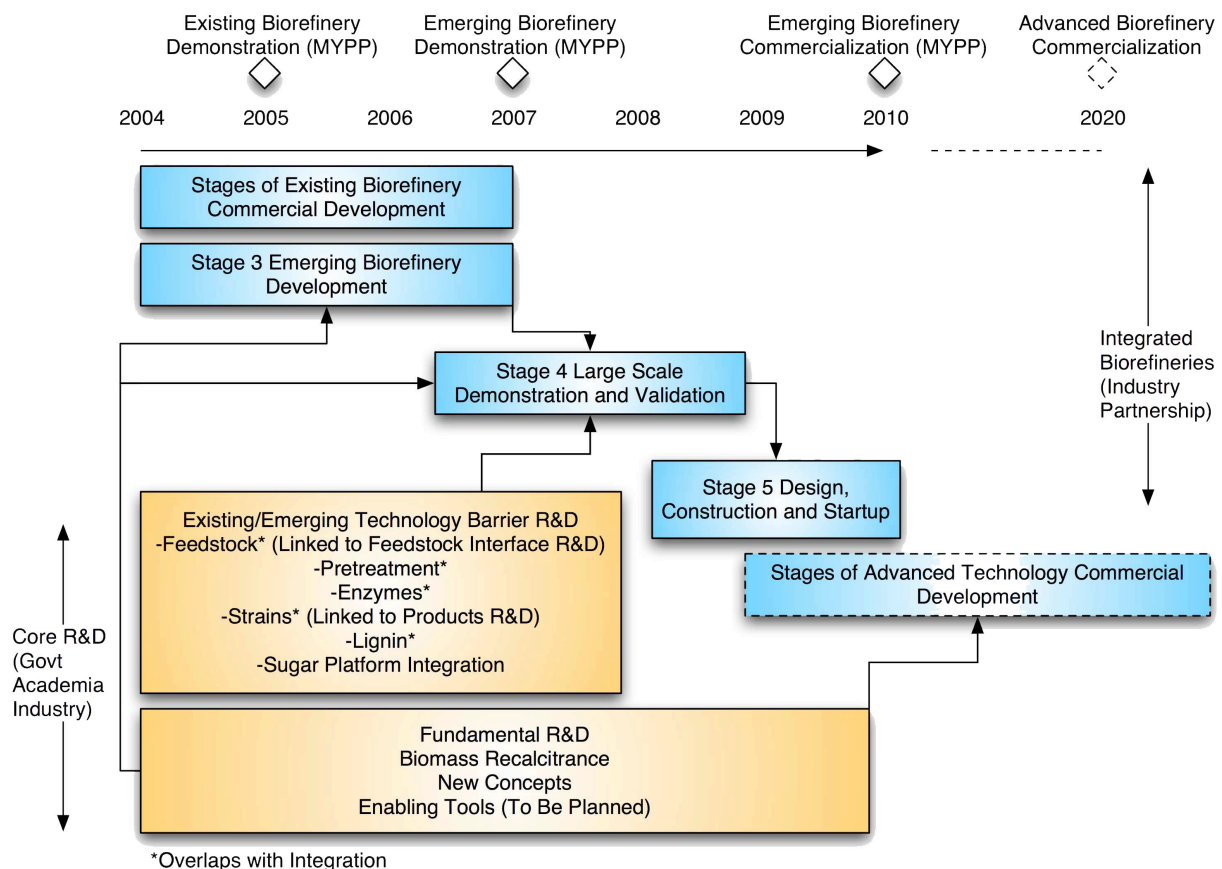 Existing Biorefinery
Demonstration (MYPP)
Emerging Biorefinery
Demonstration (MYPP)
Emerging Biorefinery
Commercialization (MYPP)
Advanced Biorefinery
Commercialization
2004 2005 2006 2007 2008 2009 2010 2020
Stages of Existing Biorefinery
Commercial Development
Stage 3 Emerging Biorefinery
Development
Stage 4 Large Scale
Demonstration and Validation
Integrated
Biorefineries
(Industry
Partnership)
Stage 5 Design,
Construction and Startup
Existing/Emerging Technology Barrier R&D
-Feedstock* (Linked to Feedstock Interface R&D)
-Pretreatment*
-Enzymes*
-Strains* (Linked to Products R&D)
-Lignin*
-Sugar Platform Integration
Stages of Advanced Technology Commercial
Development
Core R&D
(Govt
Academia
Industry)
Fundamental R&D
Biomass Recalcitrance
New Concepts
Enabling Tools (To Be Planned)
*Overlaps with Integration